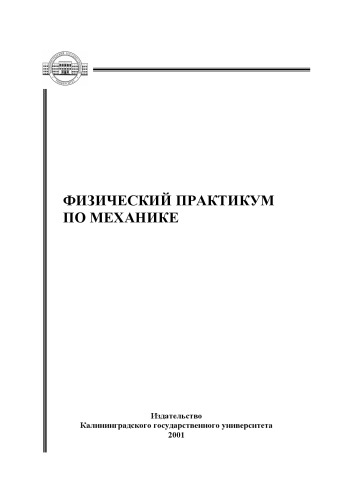 ФИЗИЧЕСКИЙ ПРАКТИКУМ
ПО МЕХАНИКЕ
Издательство
Калининградского государственного университета
2001